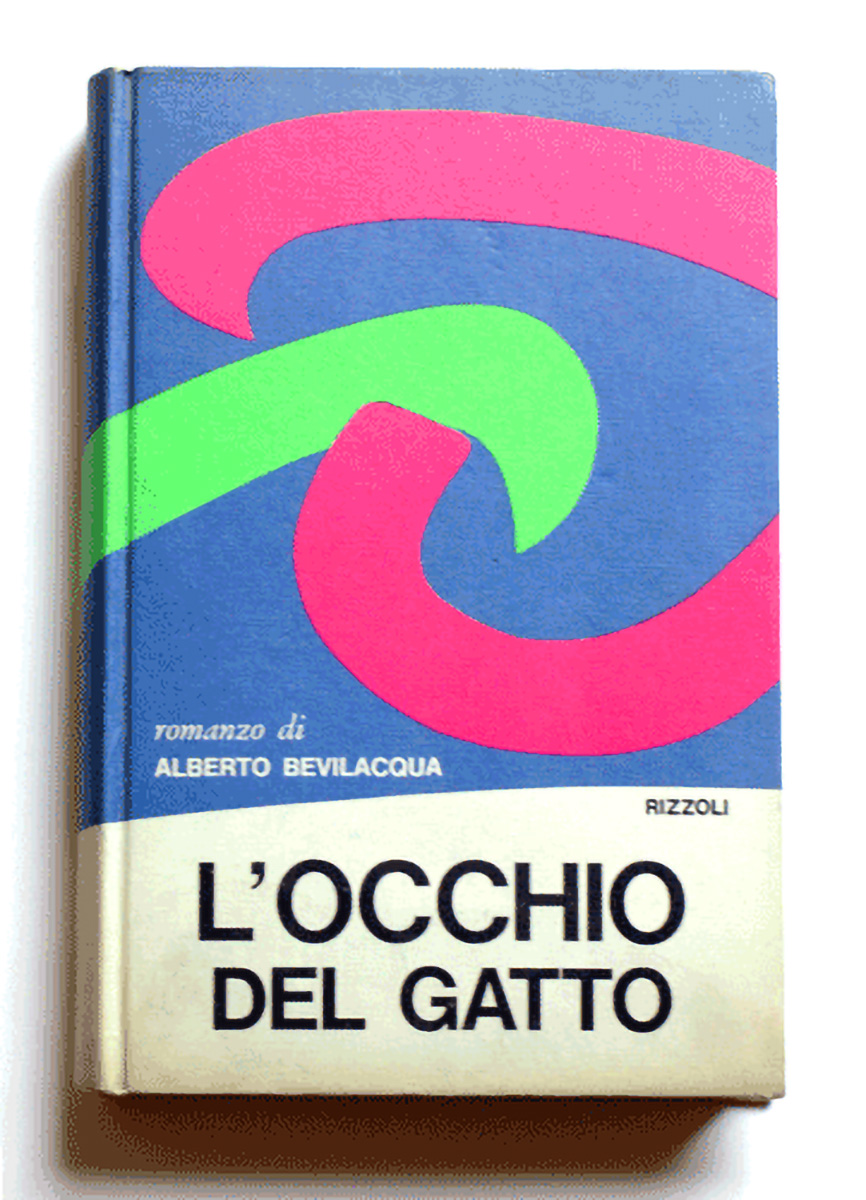 romanzo di
ALBERTO BEVILACQUA
RIZZOLI
L'OCCHIO
DEL GATTO